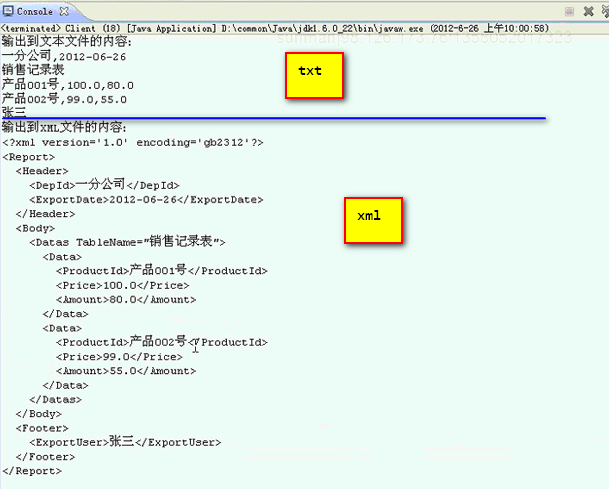 Console
<terminated> Client (18) [Java Application] D:\common\Java\jdk1.6.0_22\bin\javaw.exe (2012-6-26 上午10:00:58)
输出到文本文件的内容:
一分公司,2012-06-26
销售记录表
产品001号,100.0,80.0
产品002号,99.0,55.0
张三
txt
输出到XML文件的内容:
<?xml version='1.0' encoding='gb2312'?>
<Report>
  <Header>
    <DepId>一分公司</DepId>
    <ExportDate>2012-06-26</ExportDate>
  </Header>
  <Body>
    <Datas TableName="销售记录表">
      <Data>
        <ProductId>产品001号</ProductId>
        <Price>100.0</Price>
        <Amount>80.0</Amount>
      </Data>
      <Data>
        <ProductId>产品002号</ProductId>
        <Price>99.0</Price>
        <Amount>55.0</Amount>
      </Data>
    </Datas>
  </Body>
  <Footer>
    <ExportUser>张三</ExportUser>
  </Footer>
</Report>
xml